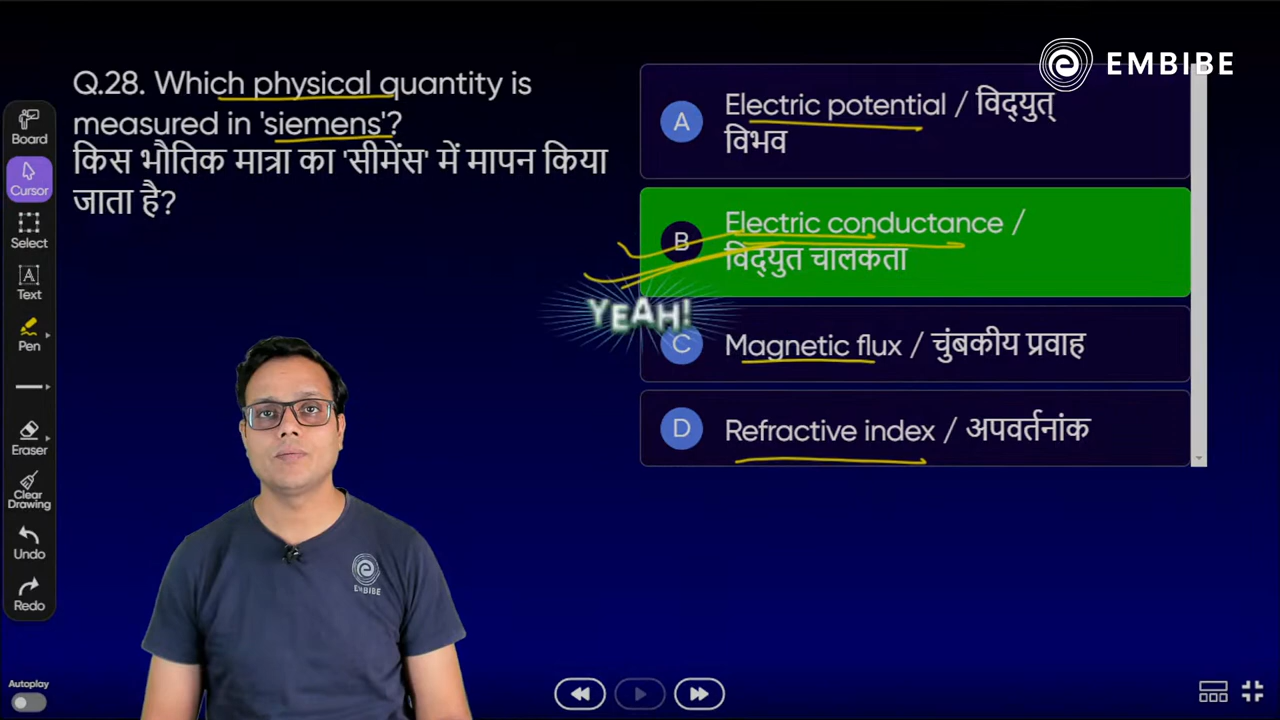 EMBIBE
Q.28. Which physical quantity is
measured in 'siemens'?
किस भौतिक मात्रा का 'सीमेंस' में मापन किया
जाता है?
A
Electric potential / विद्युत्
विभव
B
Electric conductance /
विद्युत चालकता
YEAH!
C
Magnetic flux / चुंबकीय प्रवाह
D
Refractive index / अपवर्तनांक
Board
Cursor
Select
A
Text
Pen
Eraser
Clear
Drawing
Undo
Redo
Autoplay
EMBIBE